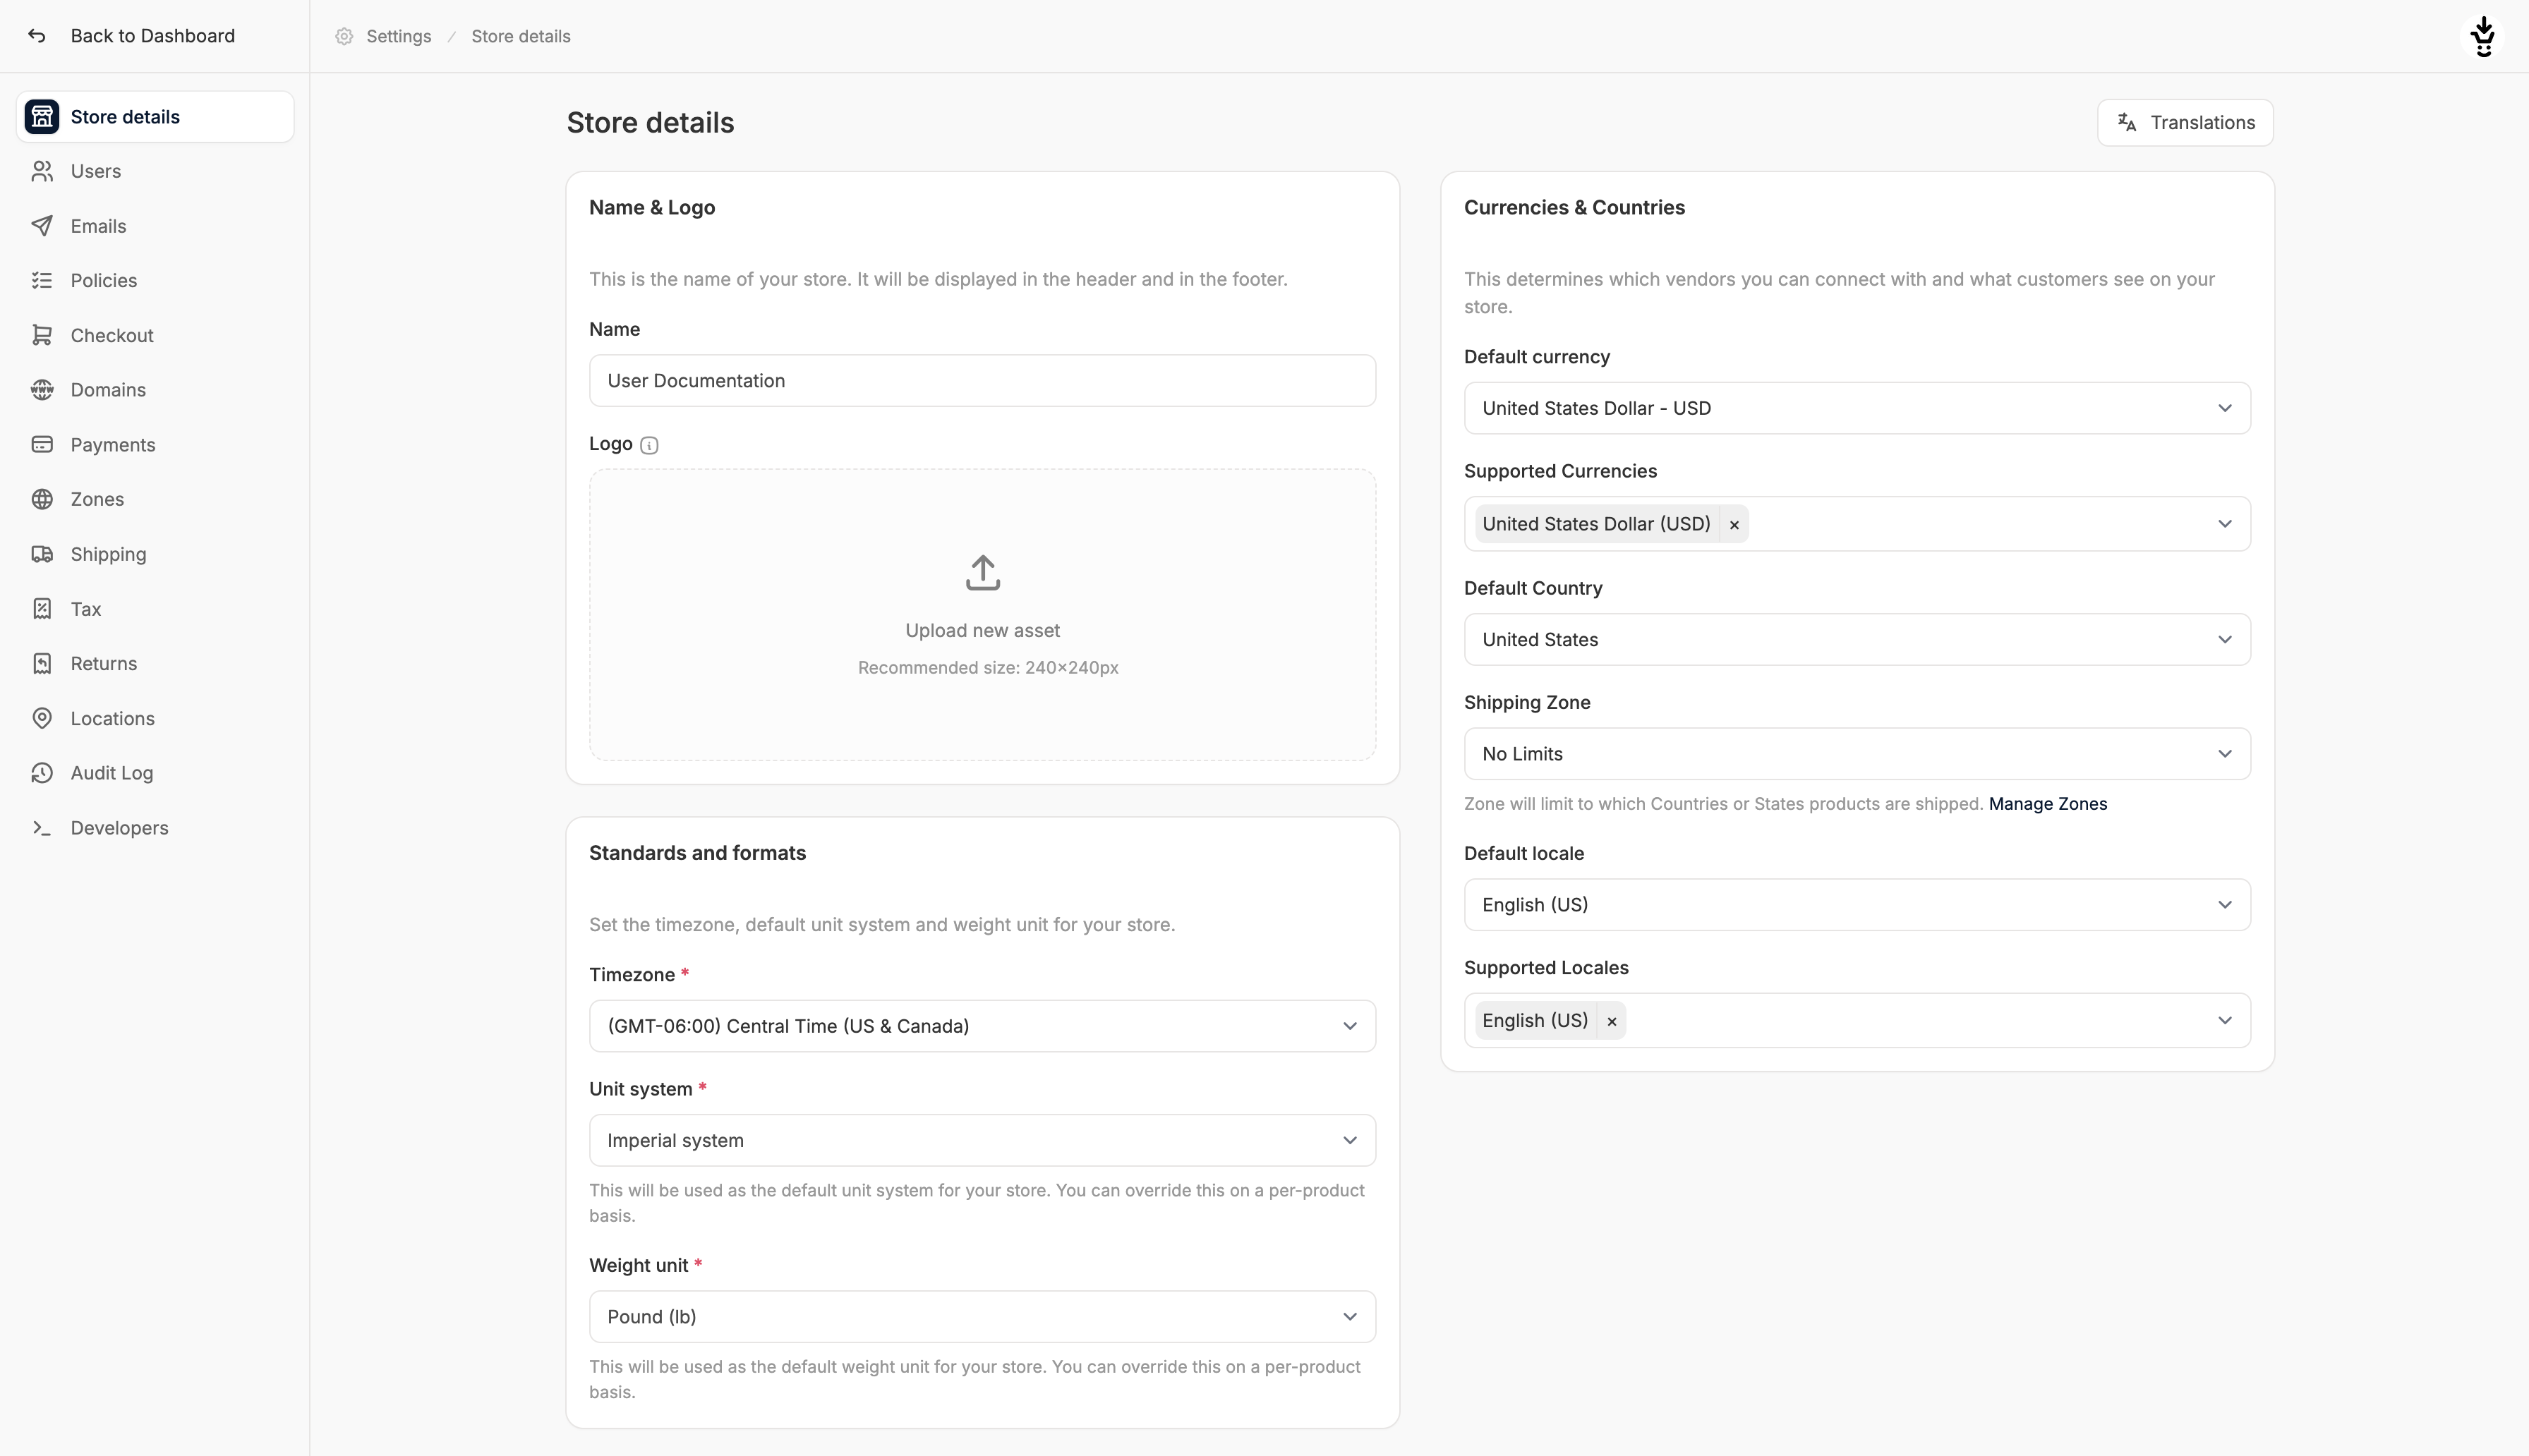 Back to Dashboard
Settings / Store details
Store details
Users
Emails
Policies
Checkout
Domains
Payments
Zones
Shipping
Tax
Returns
Locations
Audit Log
Developers
Store details
Translations
Name & Logo
This is the name of your store. It will be displayed in the header and in the footer.
Name
User Documentation
Logo
Upload new asset
Recommended size: 240×240px
Standards and formats
Set the timezone, default unit system and weight unit for your store.
Timezone *
(GMT-06:00) Central Time (US & Canada)
Unit system *
Imperial system
This will be used as the default unit system for your store. You can override this on a per-product
basis.
Weight unit *
Pound (lb)
This will be used as the default weight unit for your store. You can override this on a per-product
basis.
Currencies & Countries
This determines which vendors you can connect with and what customers see on your
store.
Default currency
United States Dollar - USD
Supported Currencies
United States Dollar (USD) ×
Default Country
United States
Shipping Zone
No Limits
Zone will limit to which Countries or States products are shipped. Manage Zones
Default locale
English (US)
Supported Locales
English (US) ×